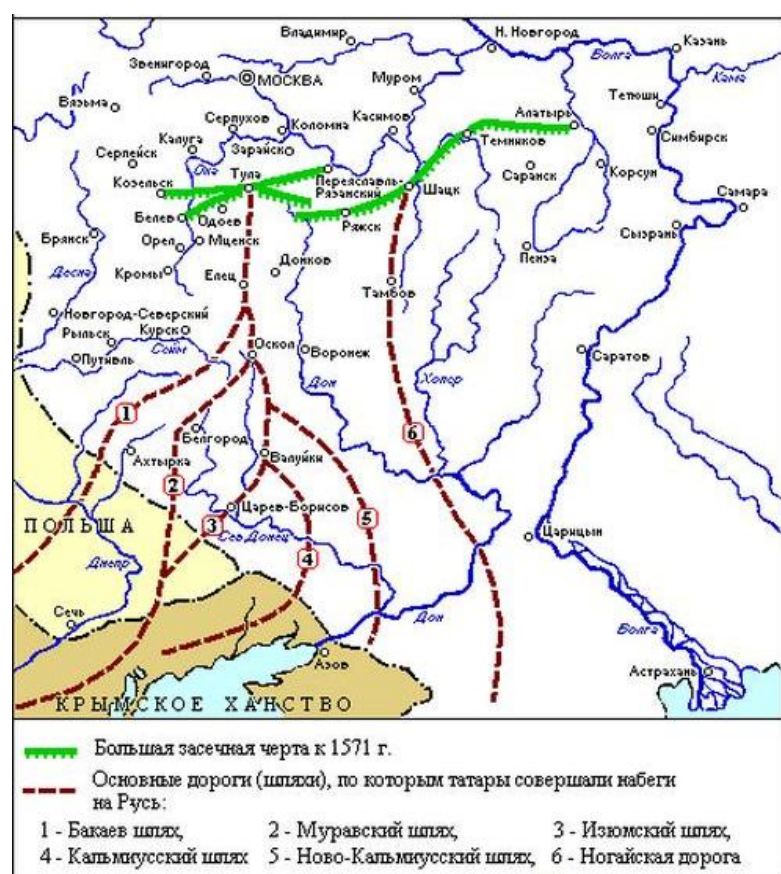 Владимир
Н. Новгород
Казань
Волга
Кама
Звенигород
МОСКВА
Муром
Тетюши
Вязьма
Серпухов
Коломна
Касимов
Алатырь
Симбирск
Калуга
Зарайск
Темников
Серпейск
Ока
Тула
Переяславль-
Рязанский
Шацк
Саранск
Корсун
Козельск
Самара
Белев
Одоев
Ряжск
Сызрань
Брянск
Орел
Мценск
Пенза
Десна
Кромы
Елец
Донков
Тамбов
Новгород-Северский
Рыльск
Курск
Оскол
Воронеж
Саратов
Путивль
Сейм
Дон
Хопор
1
6
Белгород
Ахтырка
Валуйки
2
ПОЛЬША
3
Царев-Борисов
5
Сев. Донец
Царицын
4
Днепр
Сечь
Дон
Волга
Азов
Астрахань
КРЫМСКОЕ ХАНСТВО
Большая засечная черта к 1571 г.
Основные дороги (шляхи), по которым татары совершали набеги
на Русь:
1 - Бакаев шлях, 2 - Муравский шлях, 3 - Изюмский шлях,
4 - Кальмиусский шлях 5 - Ново-Кальмиусский шлях, 6 - Ногайская дорога